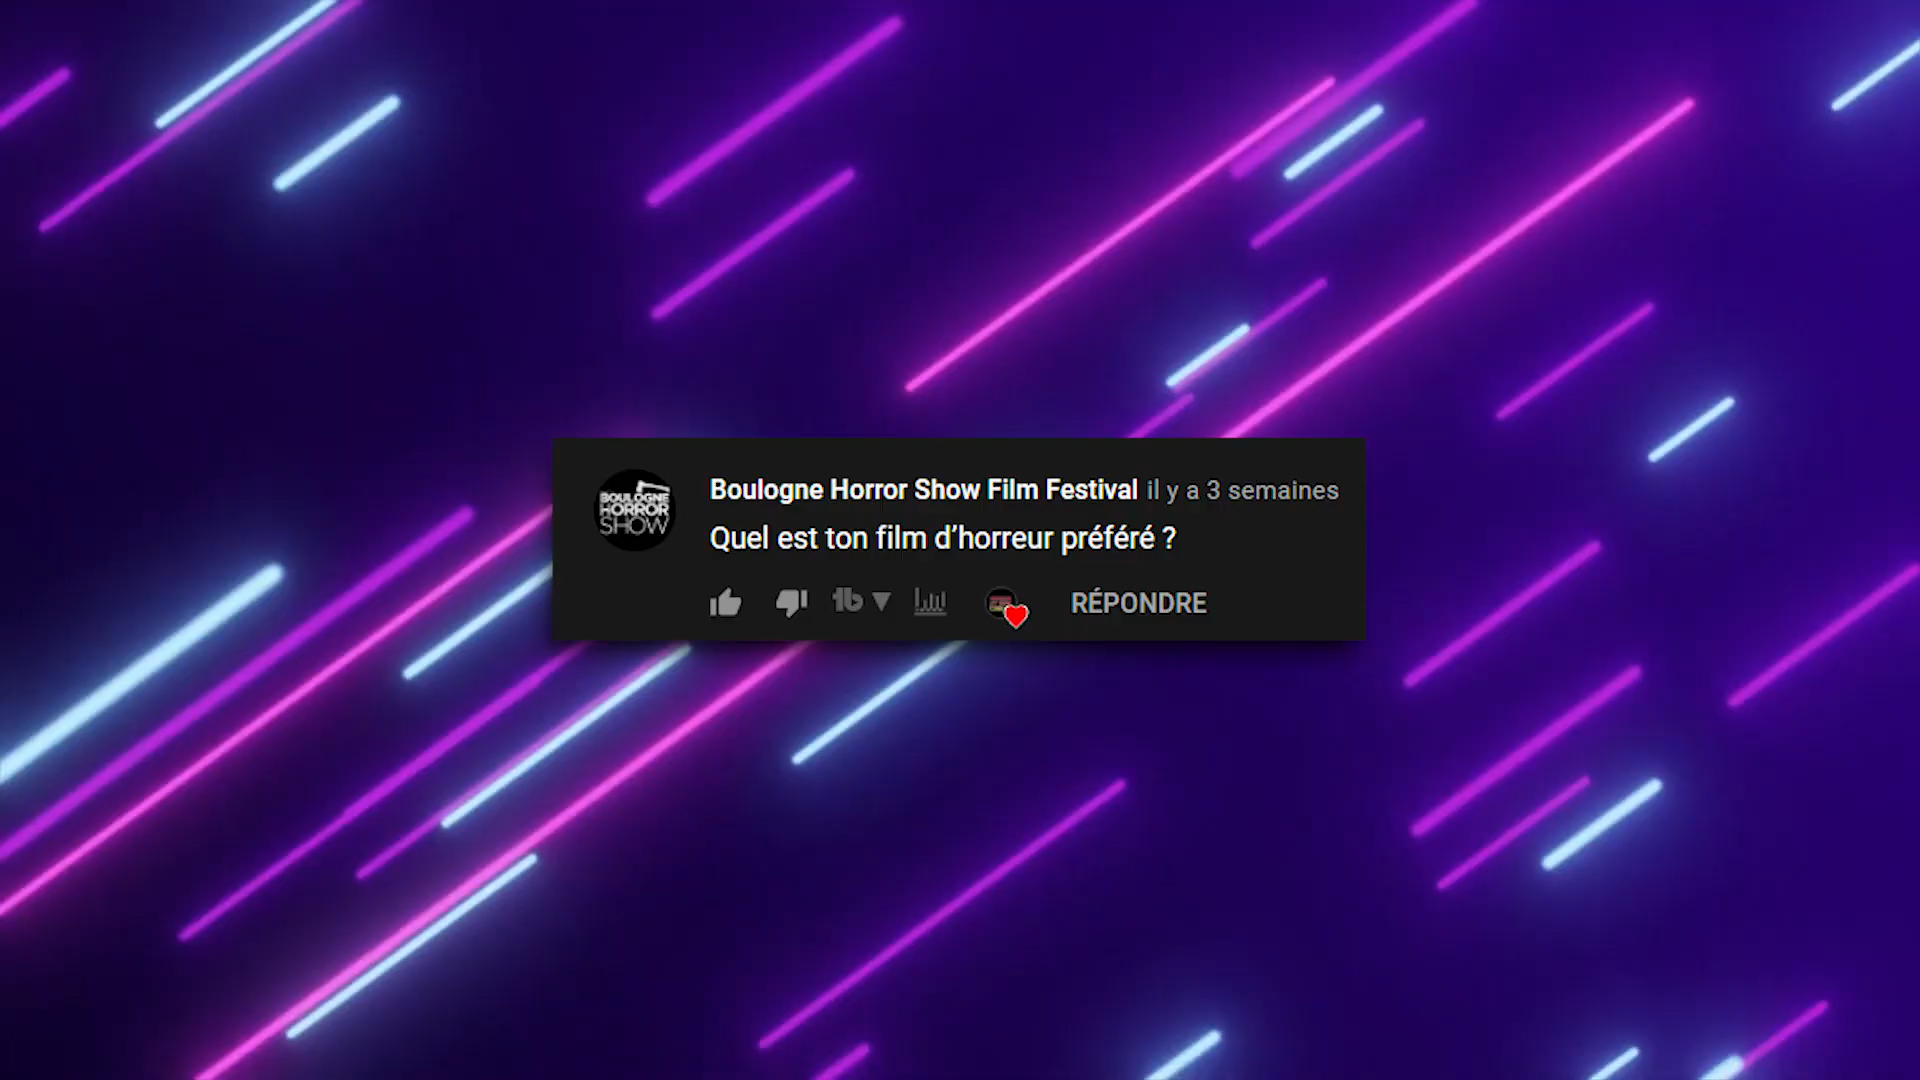 BOULOGNE
HORROR
SHOW
Boulogne Horror Show Film Festival il y a 3 semaines
Quel est ton film d’horreur préféré ?
RÉPONDRE